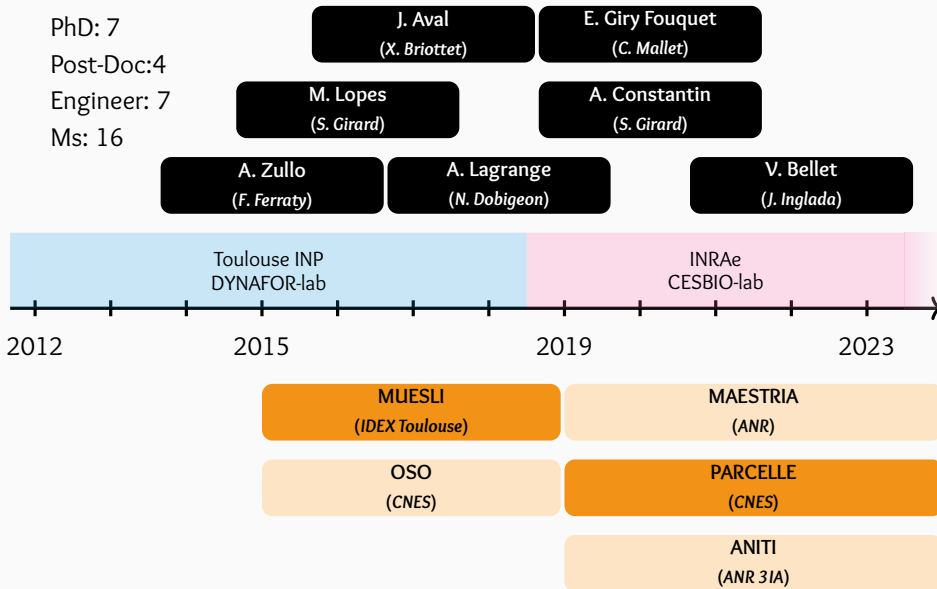 PhD: 7
Post-Doc:4
Engineer: 7
Ms: 16
J. Aval
(X. Briottet)
E. Giry Fouquet
(C. Mallet)
M. Lopes
(S. Girard)
A. Constantin
(S. Girard)
A. Zullo
(F. Ferraty)
A. Lagrange
(N. Dobigeon)
V. Bellet
(J. Inglada)
Toulouse INP
DYNAFOR-lab
INRAe
CESBIO-lab
2012
2015
2019
2023
MUESLI
(IDEX Toulouse)
MAESTRIA
(ANR)
OSO
(CNES)
PARCELLE
(CNES)
ANITI
(ANR 3IA)